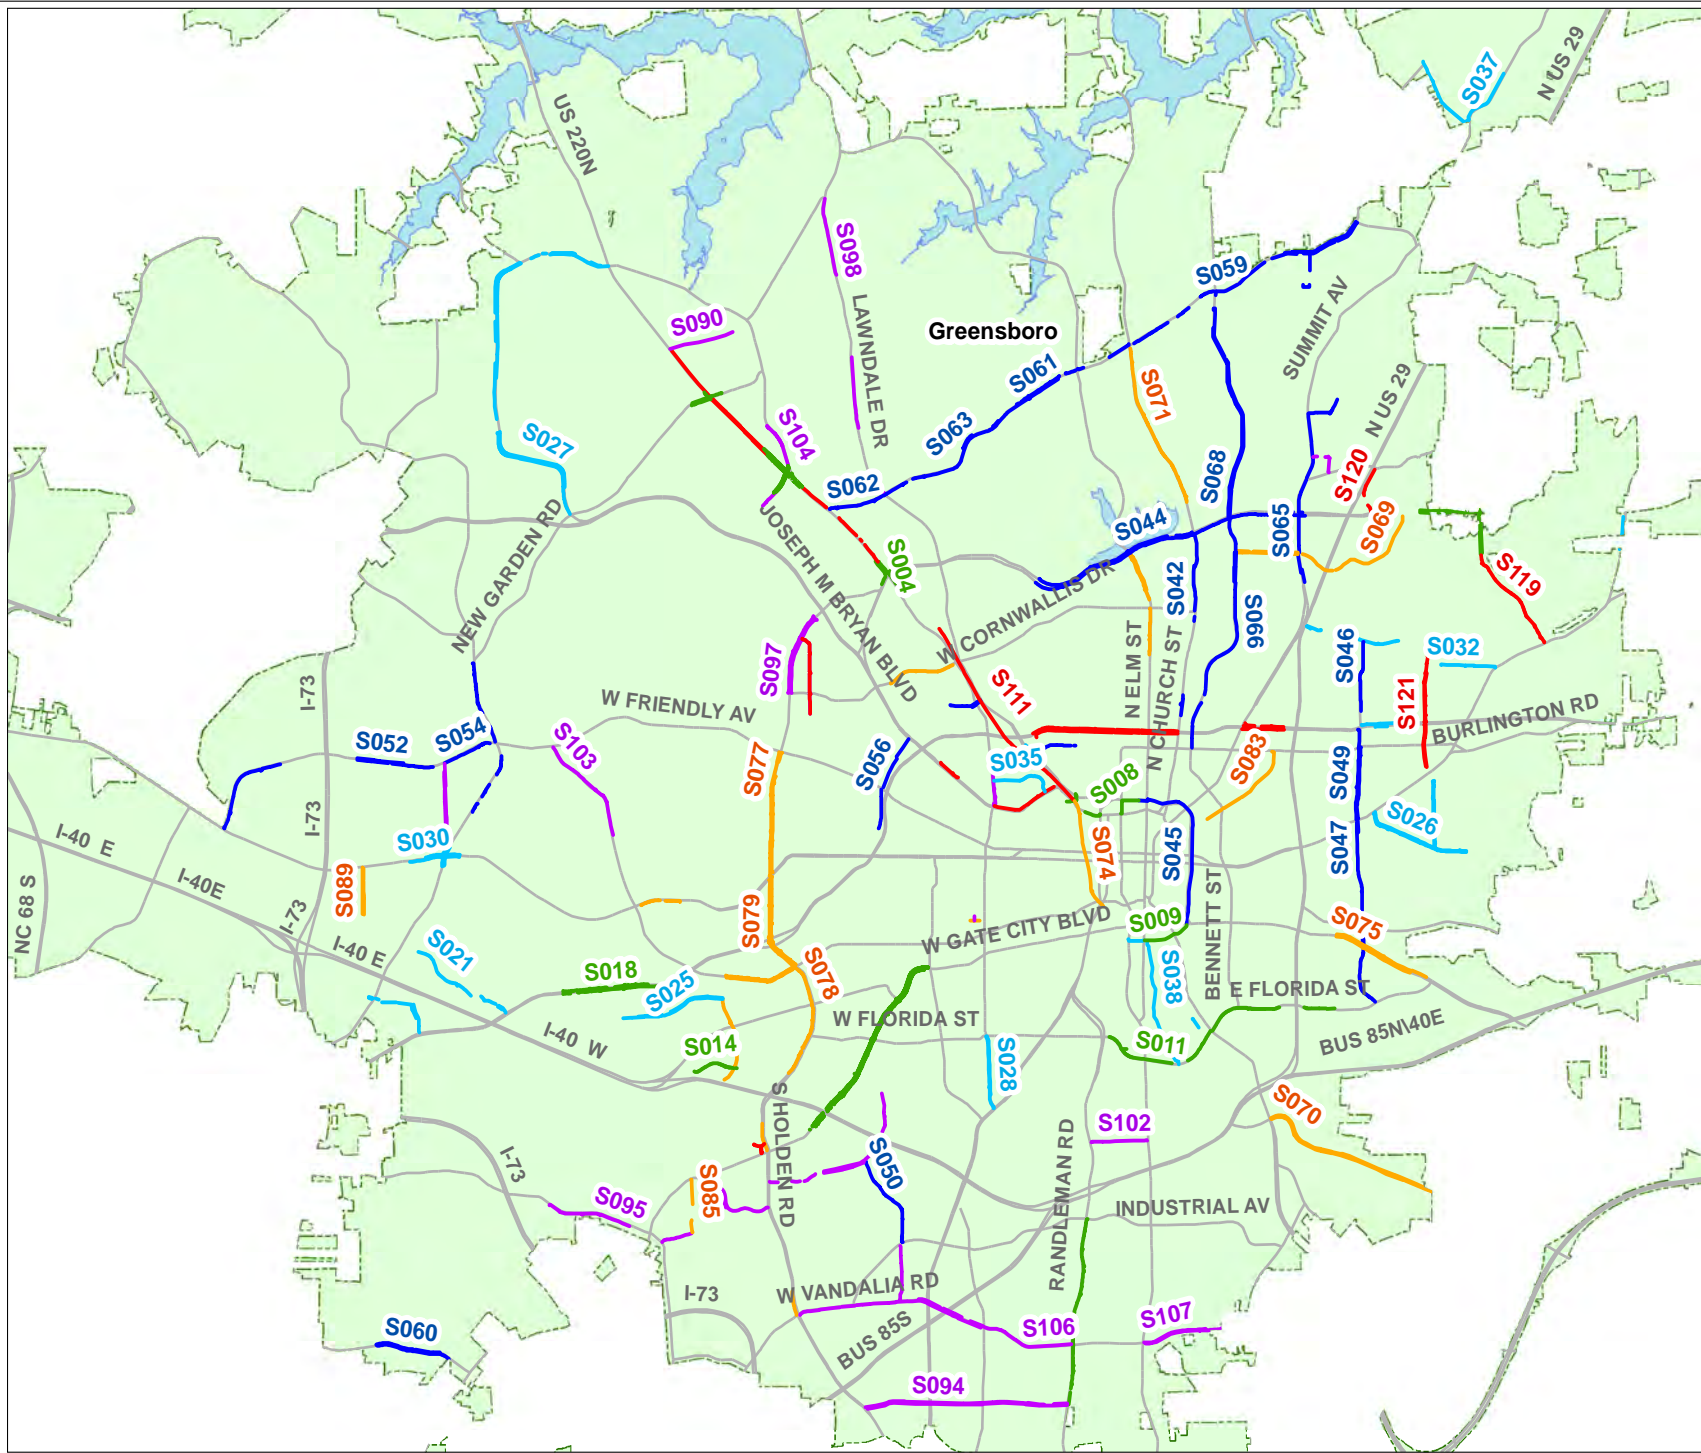 N US 29
S037
US 220N
S098
S059
SUMMIT AV
LAWNDALE DR
S090
Greensboro
S061
S071
N US 29
S104
S027
S063
S062
S068
S120
S065
S069
S044
NEW GARDEN RD
JOSEPH M BRYAN BLVD
S004
W CORNWALLIS DR
S042
S119
S066
S046
S032
N ELM ST
N CHURCH ST
S097
S111
S121
I-73
W FRIENDLY AV
BURLINGTON RD
S052
S054
S103
S077
S056
S035
S083
S049
S008
I-73
S026
I-40 E
S030
S047
S045
S074
I-40E
S089
BENNETT ST
NC 68 S
I-73
S079
W GATE CITY BLVD
S009
S075
I-40 E
S021
S018
S025
S078
S038
E FLORIDA ST
W FLORIDA ST
I-40 W
S014
S011
BUS 85N\40E
S028
S070
S HOLDEN RD
S102
I-73
S050
RANDLEMAN RD
S085
S095
INDUSTRIAL AV
W VANDALIA RD
I-73
S106
S107
S060
BUS 85S
S094